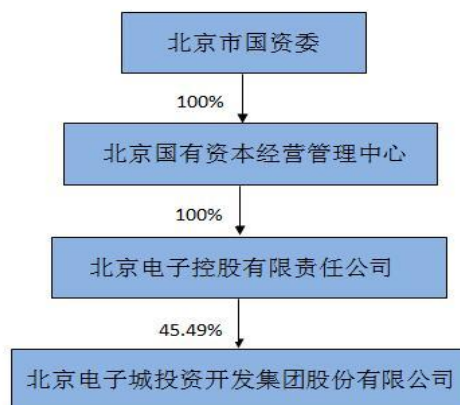 北京市国资委
100%
北京国有资本经营管理中心
100%
北京电子控股有限责任公司
45.49%
北京电子城投资开发集团股份有限公司